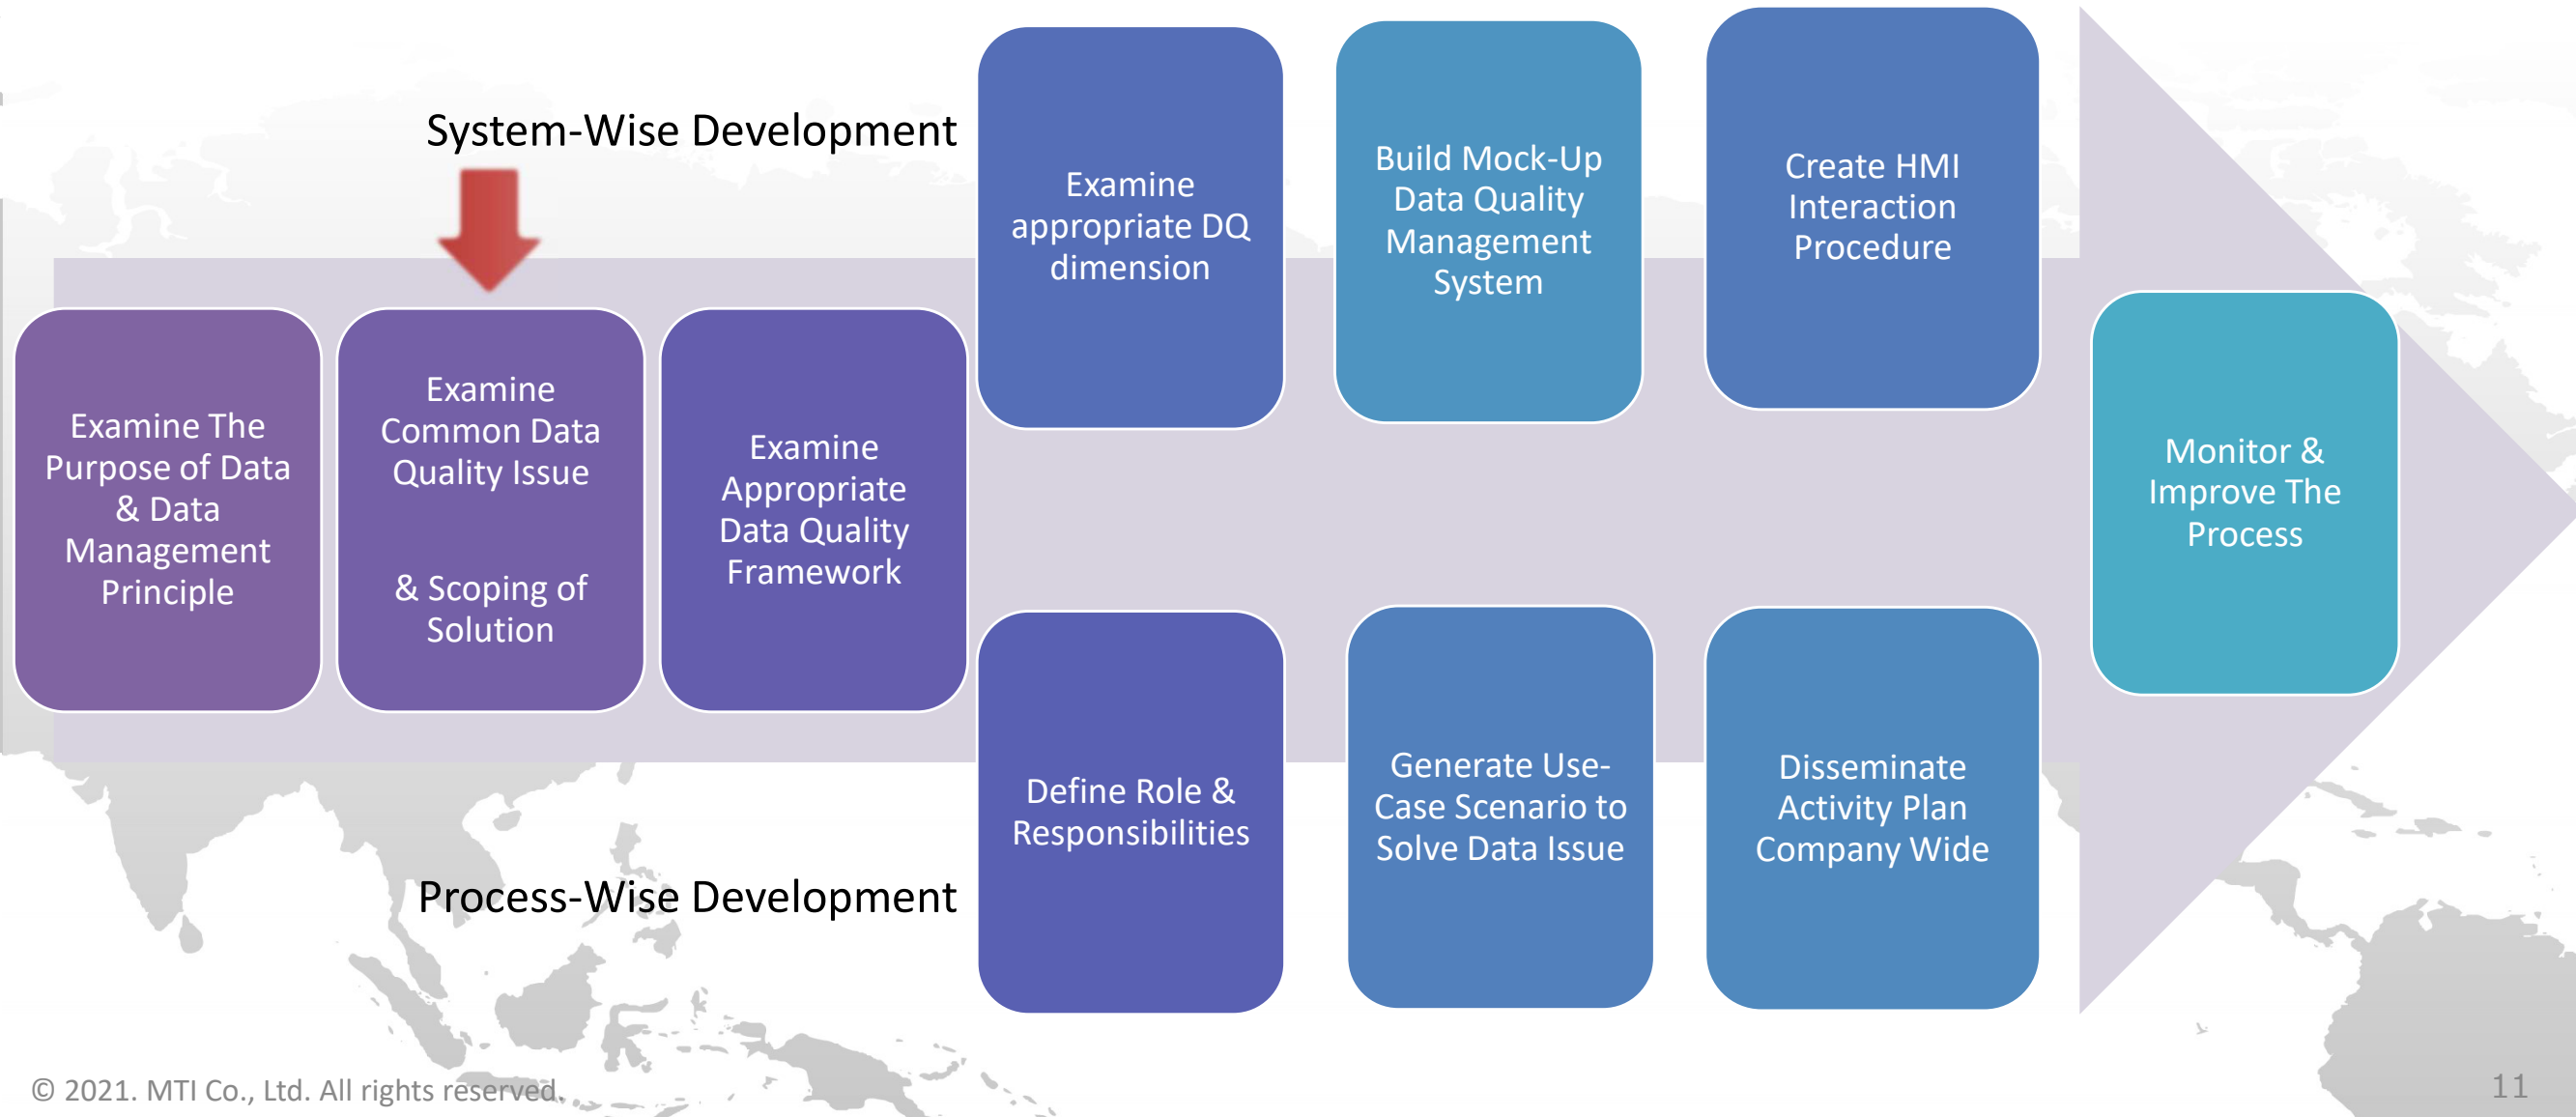 System-Wise Development
Examine The
Purpose of Data
& Data
Management
Principle
Examine
Common Data
Quality Issue
& Scoping of
Solution
Examine
Appropriate
Data Quality
Framework
Examine
appropriate DQ
dimension
Build Mock-Up
Data Quality
Management
System
Create HMI
Interaction
Procedure
Process-Wise Development
Define Role &
Responsibilities
Generate Use-
Case Scenario to
Solve Data Issue
Disseminate
Activity Plan
Company Wide
Monitor &
Improve The
Process
© 2021. MTI Co., Ltd. All rights reserved.
11